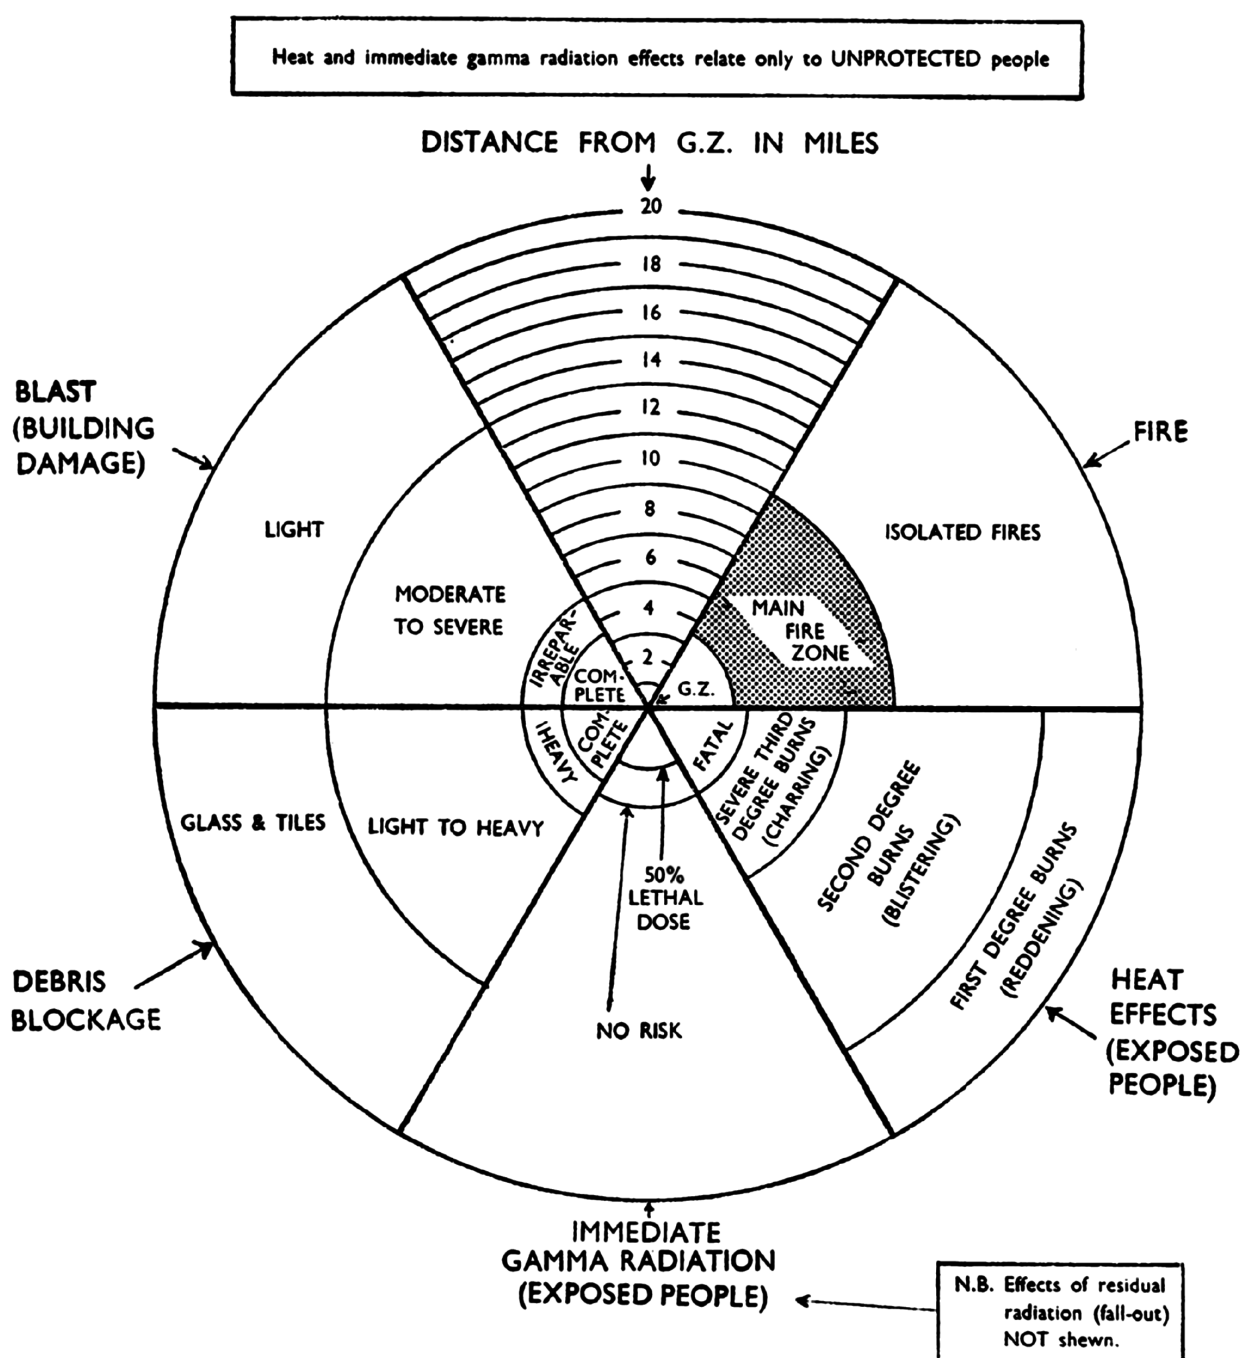 Heat and immediate gamma radiation effects relate only to UNPROTECTED people
DISTANCE FROM G.Z. IN MILES
20
18
16
14
12
10
8
6
4
2
G.Z.
BLAST
(BUILDING
DAMAGE)
LIGHT
MODERATE
TO SEVERE
IRREPAR-
ABLE
COM-
PLETE
FIRE
ISOLATED FIRES
MAIN
FIRE
ZONE
DEBRIS
BLOCKAGE
GLASS & TILES
LIGHT TO HEAVY
HEAVY
COM-
PLETE
FATAL
SEVERE THIRD
DEGREE BURNS
(CHARRING)
SECOND DEGREE
BURNS
(BLISTERING)
FIRST DEGREE BURNS
(REDDENING)
HEAT
EFFECTS
(EXPOSED
PEOPLE)
50%
LETHAL
DOSE
NO RISK
IMMEDIATE
GAMMA RADIATION
(EXPOSED PEOPLE)
N.B. Effects of residual
radiation (fall-out)
NOT shewn.